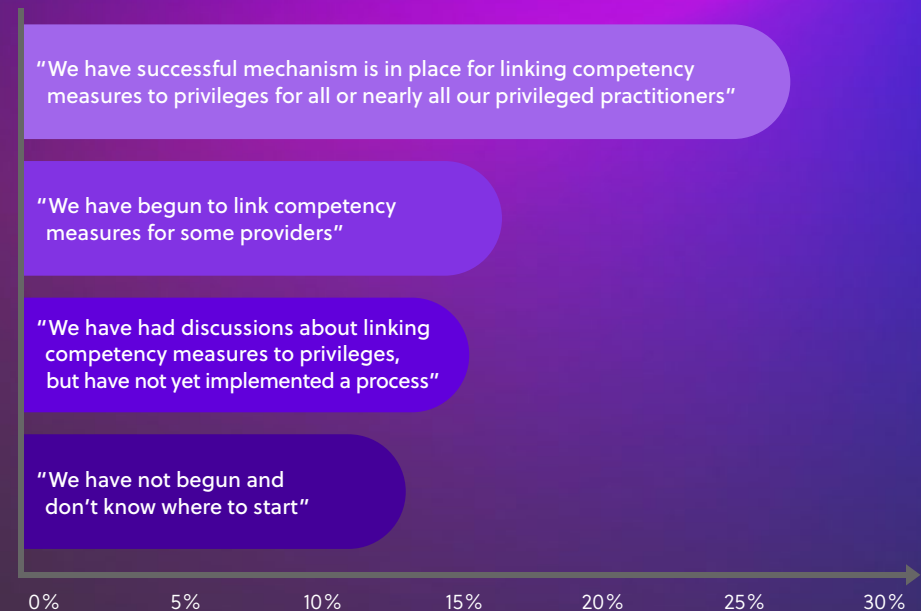 “We have successful mechanism is in place for linking competency
measures to privileges for all or nearly all our privileged practitioners”
“We have begun to link competency
measures for some providers”
“We have had discussions about linking
competency measures to privileges,
but have not yet implemented a process”
“We have not begun and
don’t know where to start”
0% 5% 10% 15% 20% 25% 30%